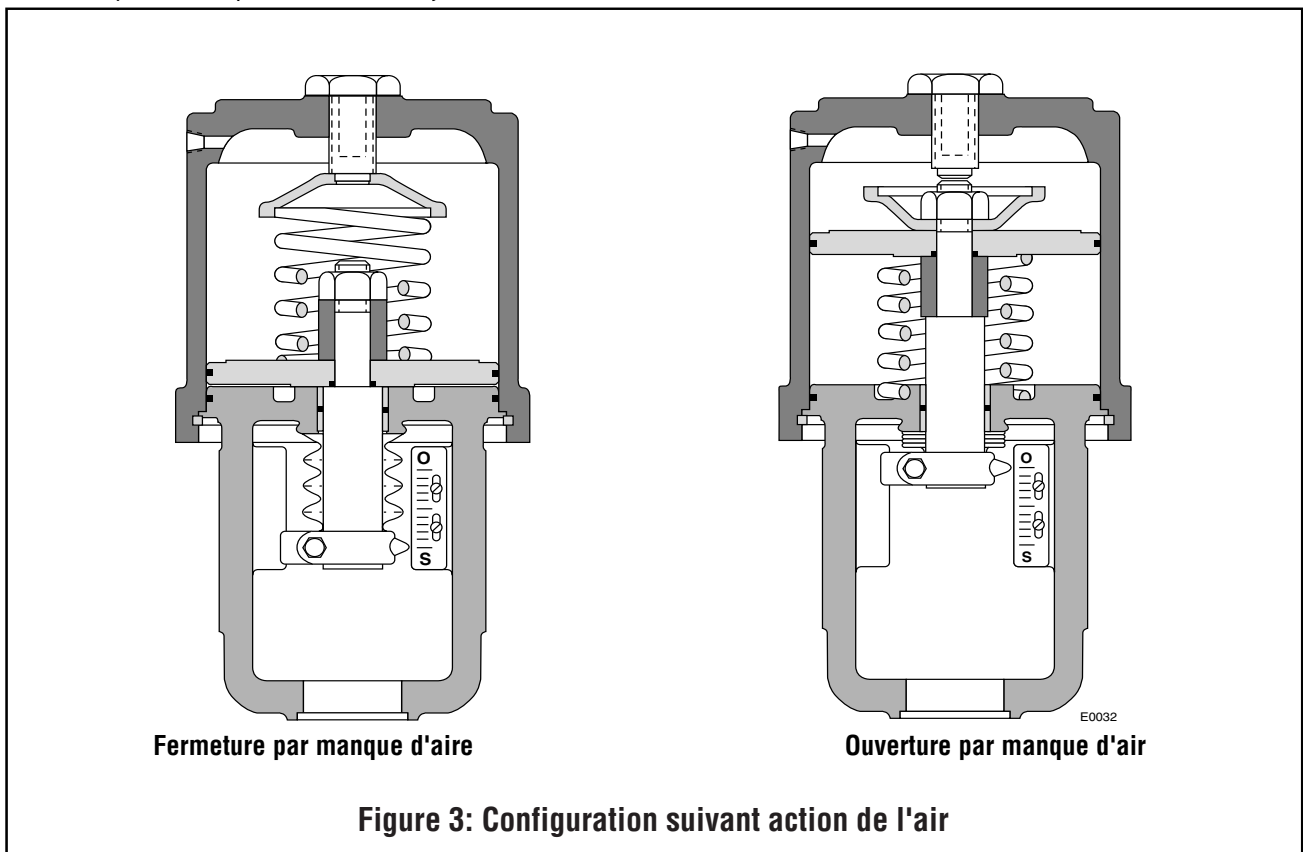 O
S
O
S
E0032
Fermeture par manque d'aire
Ouverture par manque d'air
Figure 3: Configuration suivant action de l'air